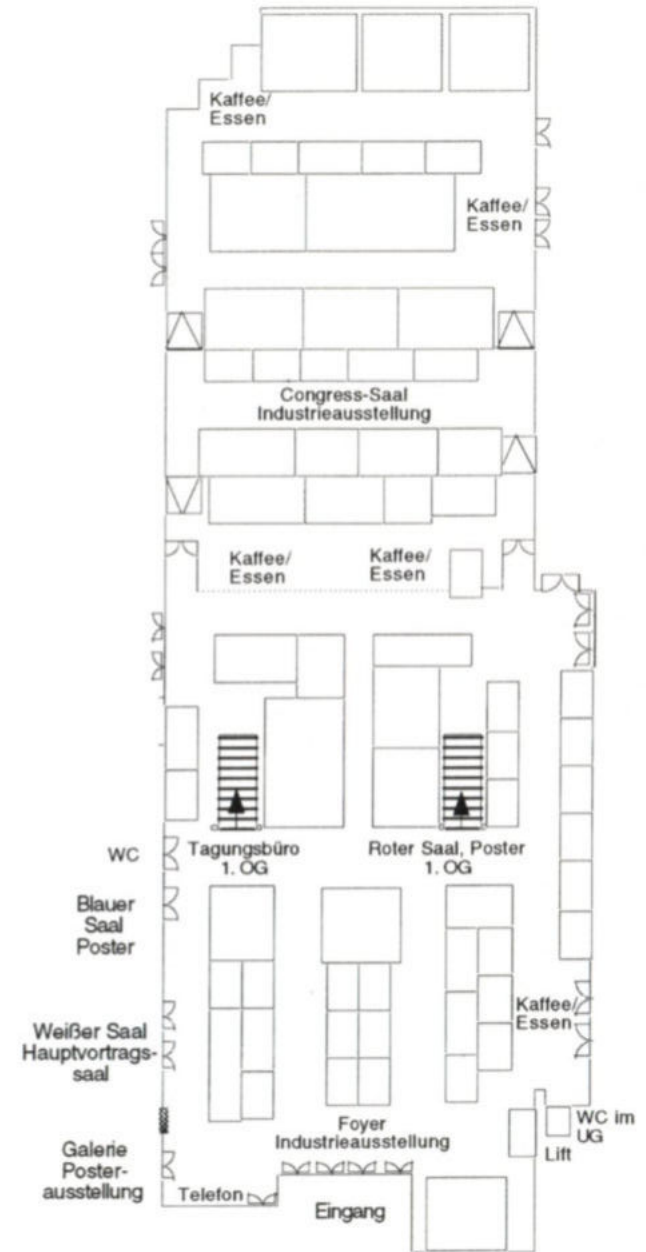 Kaffee/
Essen
Kaffee/
Essen
Congress-Saal
Industrieausstellung
Kaffee/
Essen
Kaffee/
Essen
WC
Tagungsbüro
1. OG
Roter Saal, Poster
1. OG
Blauer
Saal
Poster
Kaffee/
Essen
Weißer Saal
Hauptvortrags-
saal
Foyer
Industrieausstellung
WC im
UG
Lift
Galerie
Poster-
ausstellung
Telefon
Eingang